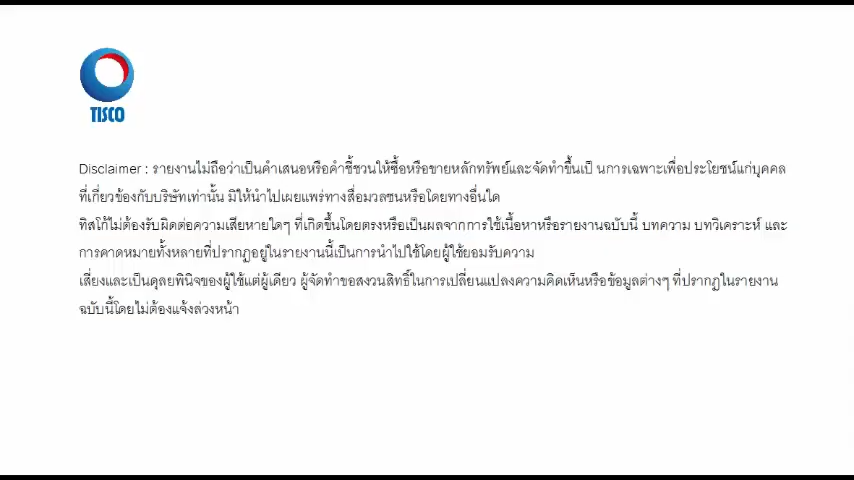 TISCO
Disclaimer : รายงานไม่ถือว่าเป็นคำเสนอหรือคำชี้ชวนให้ซื้อหรือขายหลักทรัพย์และจัดทำขึ้นเป็ นการเฉพาะเพื่อประโยชน์แก่บุคคล
ที่เกี่ยวข้องกับบริษัทเท่านั้น มิให้นำไปเผยแพร่ทางสื่อมวลชนหรือโดยทางอื่นใด
ทิสโก้ไม่ต้องรับผิดต่อความเสียหายใดๆ ที่เกิดขึ้นโดยตรงหรือเป็นผลจากการใช้เนื้อหาหรือรายงานฉบับนี้ บทความ บทวิเคราะห์ และ
การคาดหมายทั้งหลายที่ปรากฏอยู่ในรายงานนี้เป็นการนำไปใช้โดยผู้ใช้ยอมรับความ
เสี่ยงและเป็นดุลยพินิจของผู้ใช้แต่ผู้เดียว ผู้จัดทำขอสงวนสิทธิ์ในการเปลี่ยนแปลงความคิดเห็นหรือข้อมูลต่างๆ ที่ปรากฏในรายงาน
ฉบับนี้โดยไม่ต้องแจ้งล่วงหน้า